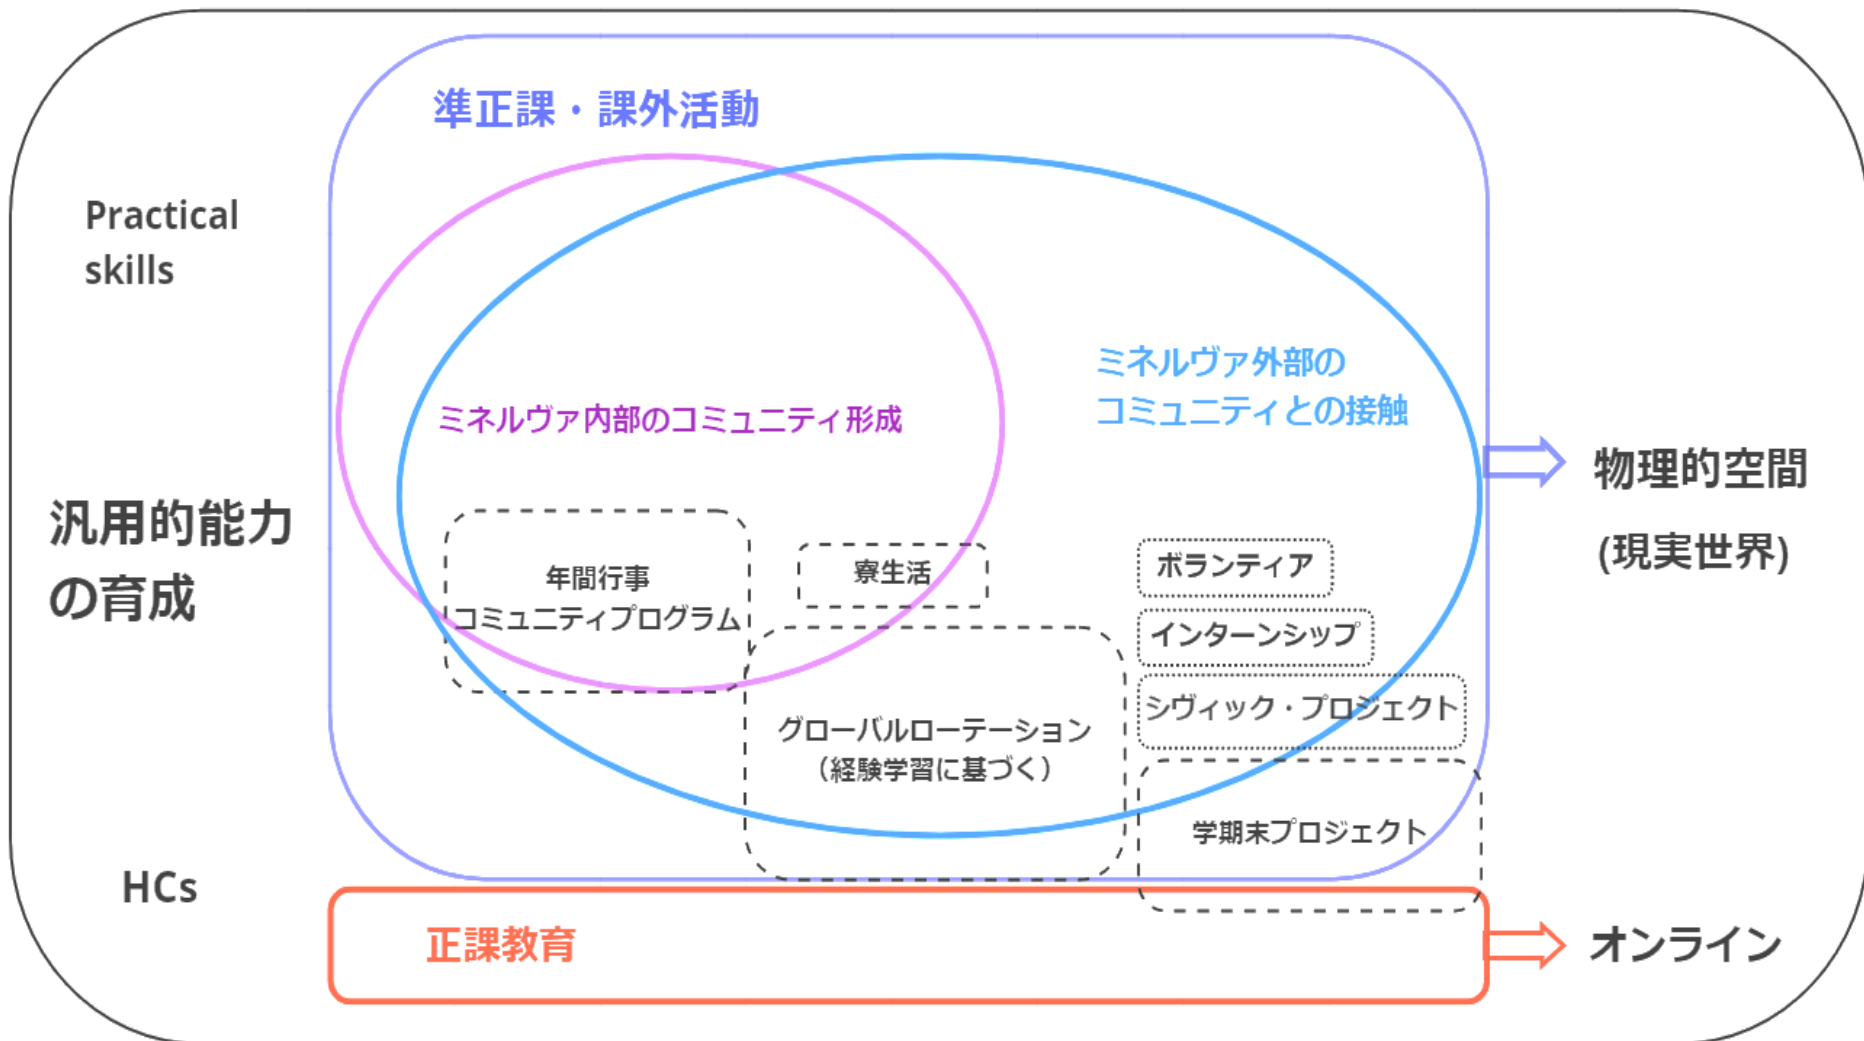 準正課・課外活動
Practical
skills
ミネルヴァ外部の
コミュニティとの接触
ミネルヴァ内部のコミュニティ形成
物理的空間
(現実世界)
汎用的能力
の育成
年間行事
コミュニティプログラム
寮生活
ボランティア
インターンシップ
シヴィック・プロジェクト
グローバルローテーション
（経験学習に基づく）
学期末プロジェクト
HCs
正課教育
オンライン